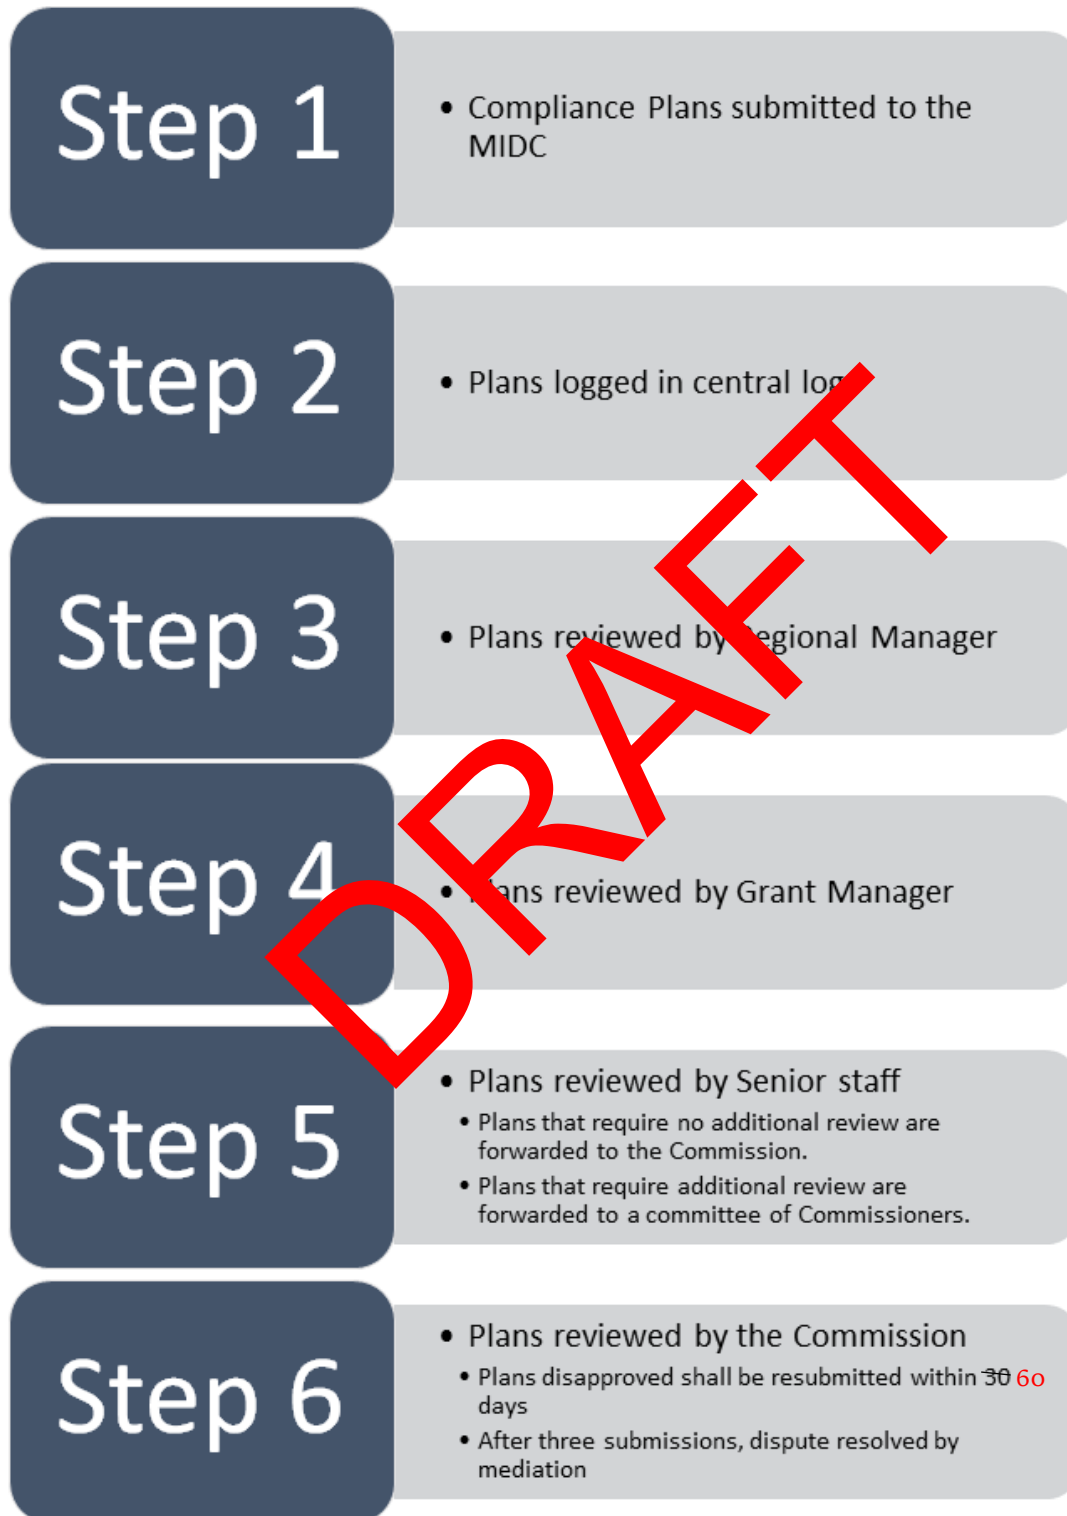 Step 1
• Compliance Plans submitted to the
MIDC
Step 2
• Plans logged in central log
Step 3
• Plans reviewed by Regional Manager
Step 4
• Plans reviewed by Grant Manager
Step 5
• Plans reviewed by Senior staff
• Plans that require no additional review are
forwarded to the Commission.
• Plans that require additional review are
forwarded to a committee of Commissioners.
Step 6
• Plans reviewed by the Commission
• Plans disapproved shall be resubmitted within 30 60
days
• After three submissions, dispute resolved by
mediation
DRAFT